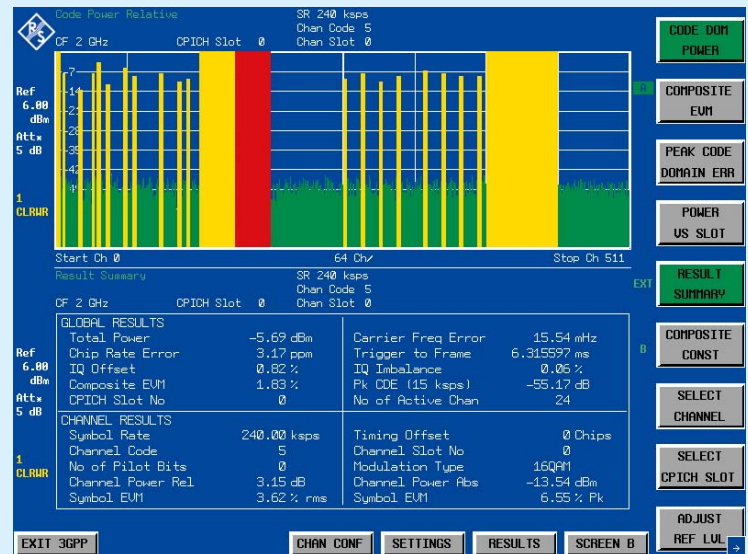 Code Power Relative
SR 240 ksps
Chan Code 5
CF 2 GHz CPICH Slot 0 Chan Slot 0
R S
Ref
6.00
dBm
Att*
5 dB
1
CLRWR
-7
-14
-21
-28
-35
-42
A
Start Ch 0 64 Ch/ Stop Ch 511
Result Summary
SR 240 ksps
Chan Code 5
CF 2 GHz CPICH Slot 0 Chan Slot 0
EXT
B
Ref
6.00
dBm
Att*
5 dB
1
CLRWR
GLOBAL RESULTS
Total Power -5.69 dBm Carrier Freq Error 15.54 mHz
Chip Rate Error 3.17 ppm Trigger to Frame 6.315597 ms
IQ Offset 0.82 % IQ Imbalance 0.06 %
Composite EVM 1.83 % Pk CDE (15 ksps) -55.17 dB
CPICH Slot No 0 No of Active Chan 24
CHANNEL RESULTS
Symbol Rate 240.00 ksps Timing Offset 0 Chips
Channel Code 5 Channel Slot No 0
No of Pilot Bits 0 Modulation Type 16QAM
Channel Power Rel 3.15 dB Channel Power Abs -13.54 dBm
Symbol EVM 3.62 % rms Symbol EVM 6.55 % Pk
CODE DOM
POWER
COMPOSITE
EVM
PEAK CODE
DOMAIN ERR
POWER
VS SLOT
RESULT
SUMMARY
COMPOSITE
CONST
SELECT
CHANNEL
SELECT
CPICH SLOT
ADJUST
REF LVL
EXIT 3GPP CHAN CONF SETTINGS RESULTS SCREEN B